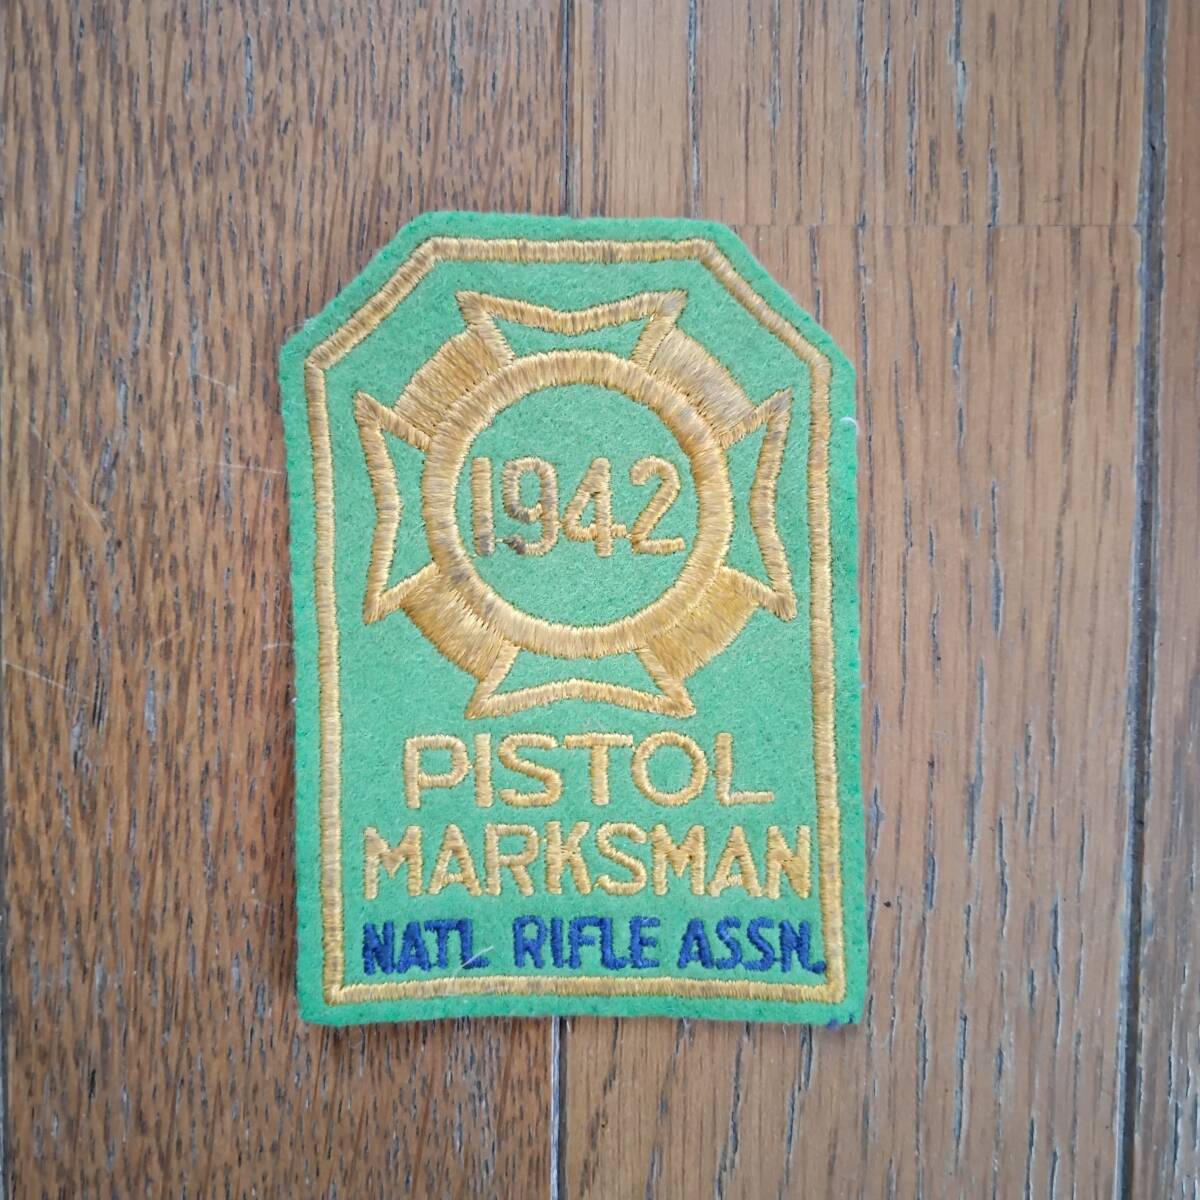 1942
PISTOL
MARKSMAN
NATL RIFLE ASSN.